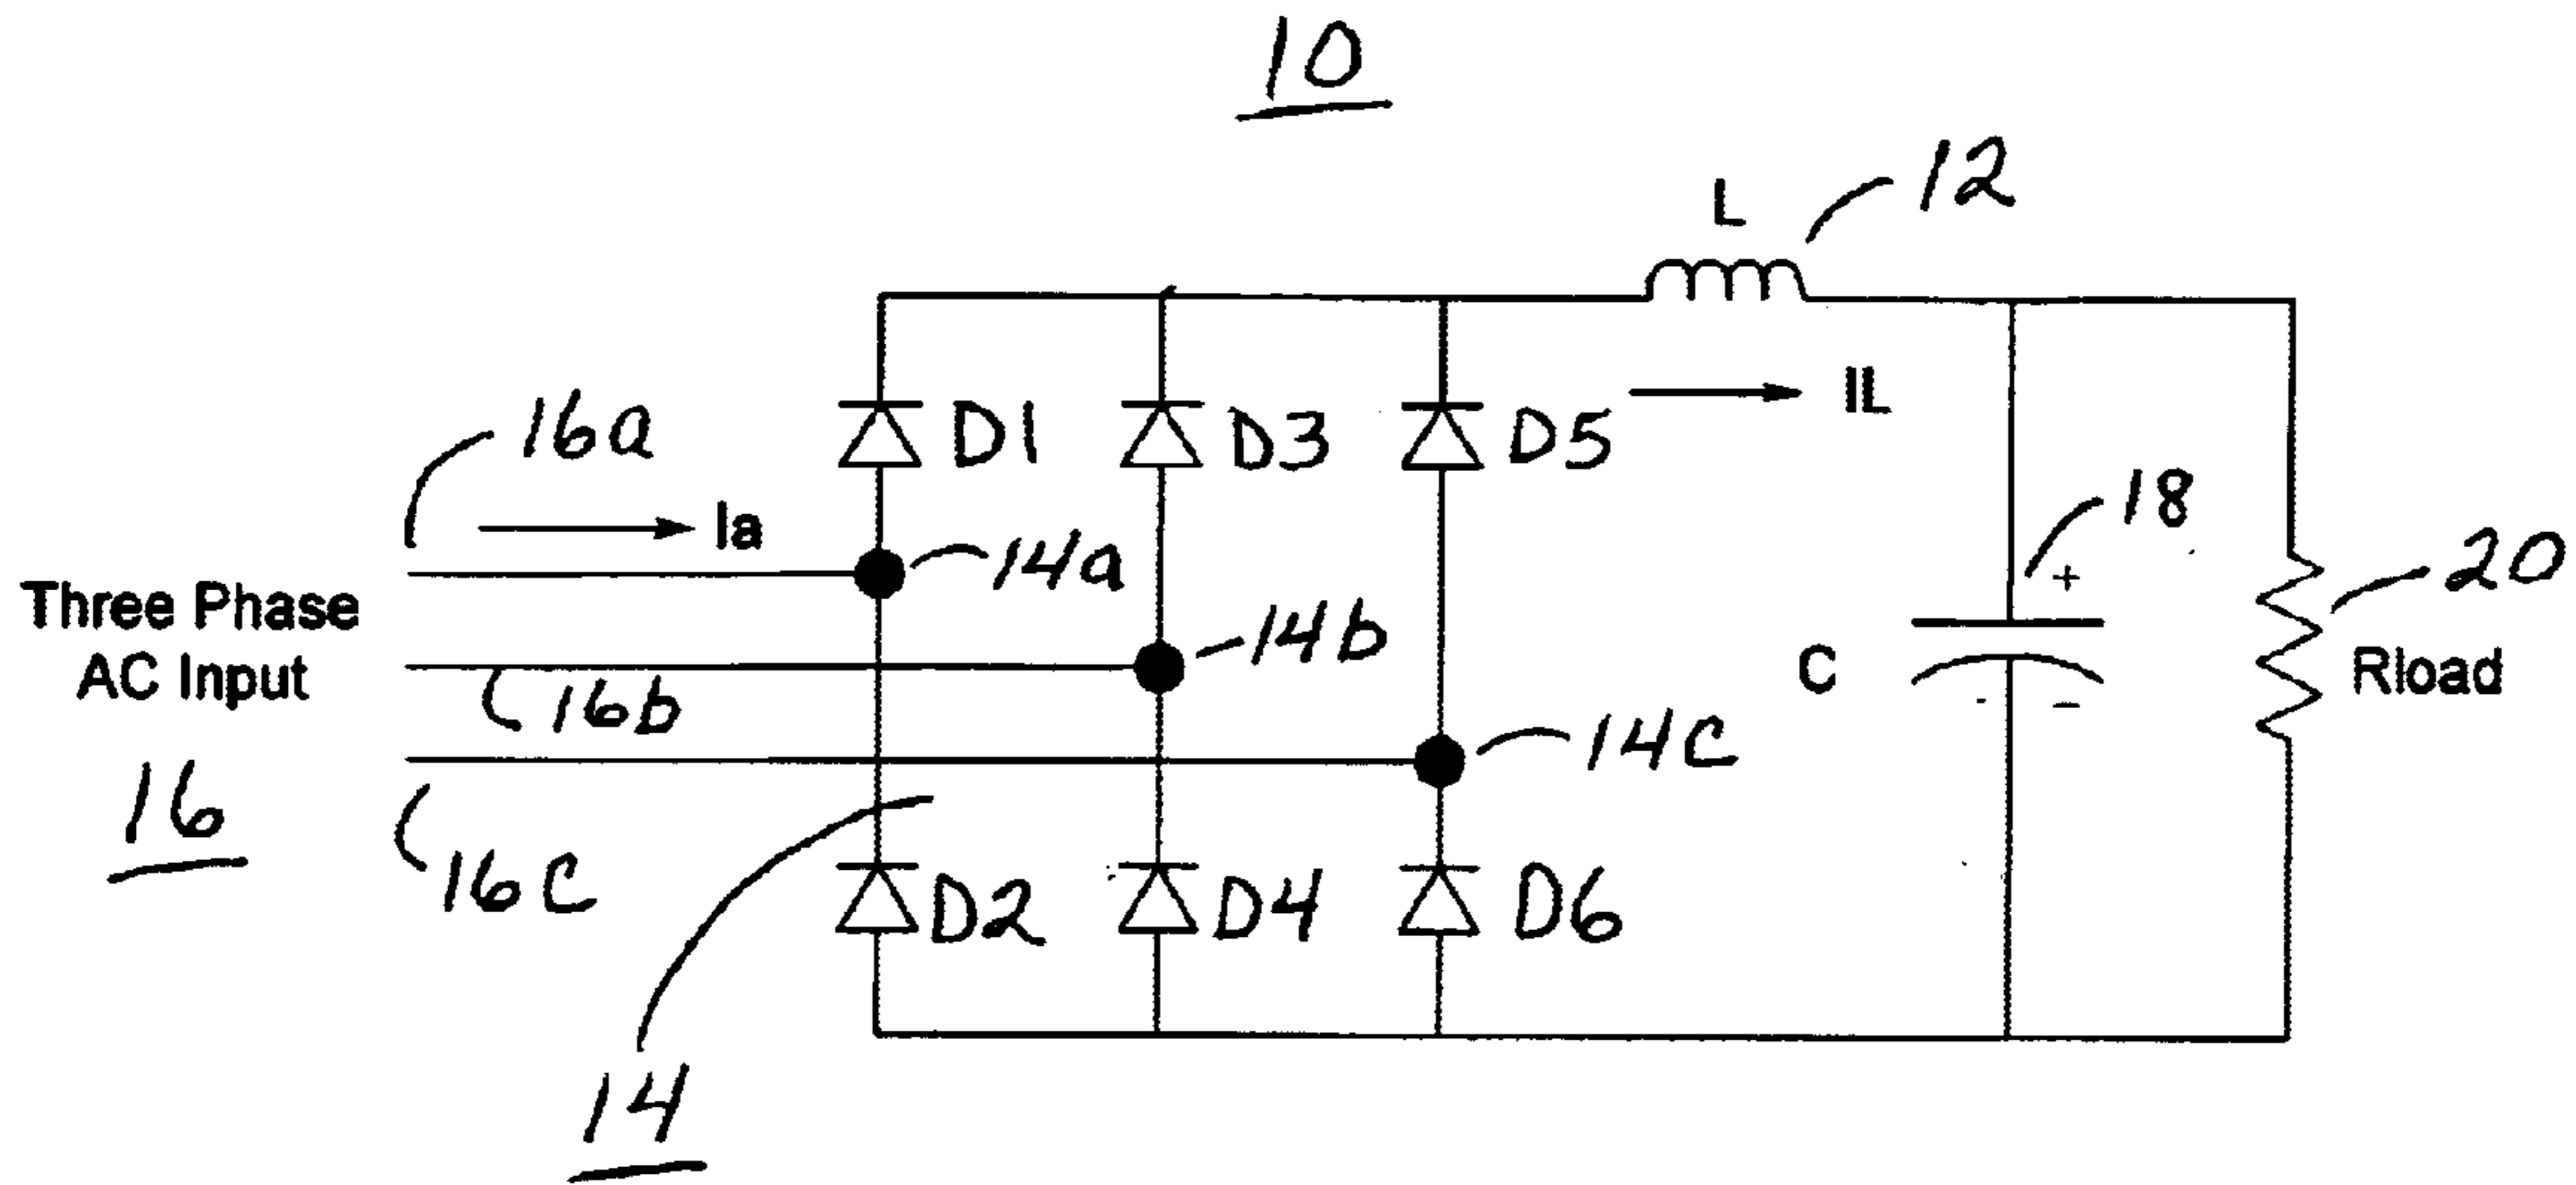 10
L
12
16a
D1
D3
D5
IL
Ia
14a
18
+
20
Three Phase
AC Input
14b
16b
C
Rload
-
14c
16
16c
D2
D4
D6
14